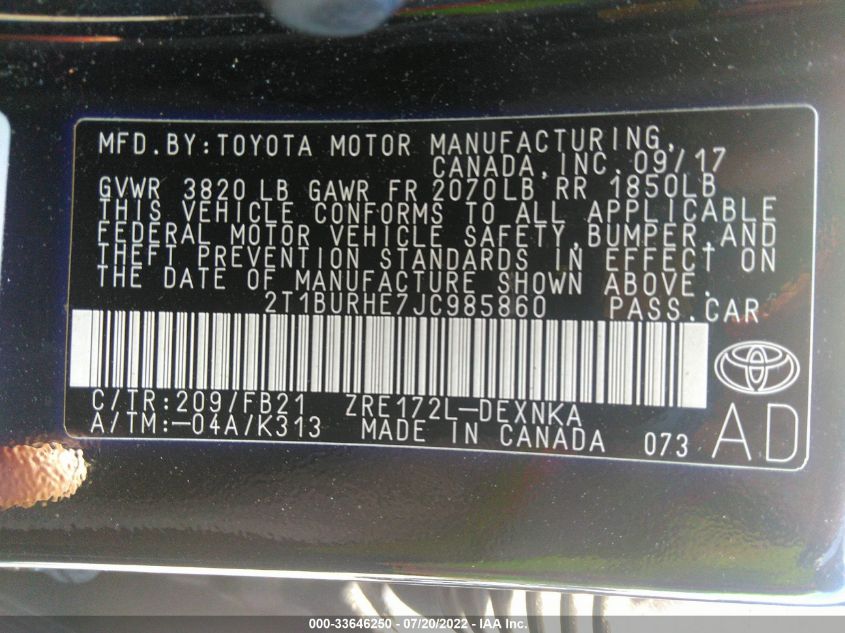 MFD.BY:TOYOTA MOTOR MANUFACTURING,
CANADA,INC. 09/17
GVWR 3820 LB GAWR FR 2070LB RR 1850LB
THIS VEHICLE CONFORMS TO ALL APPLICABLE
FEDERAL MOTOR VEHICLE SAFETY,BUMPER,AND
THEFT PREVENTION STANDARDS IN EFFECT ON
THE DATE OF MANUFACTURE SHOWN ABOVE.
2T1BURHE7JC985860 PASS.CAR
C/TR:209/FB21 ZRE172L-DEXNKA
A/TM:-04A/K313 MADE IN CANADA 073 AD
000-33646250 - 07/20/2022 - IAA Inc.